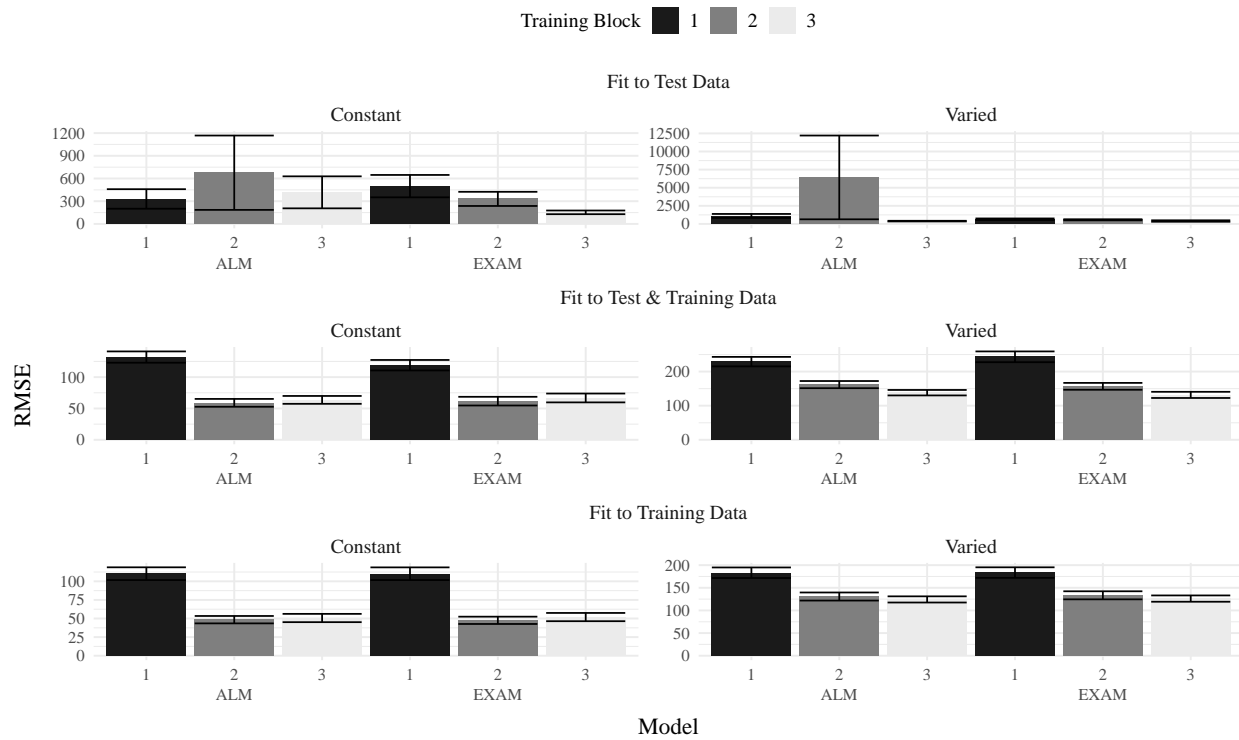 Training Block 1 2 3
Fit to Test Data
Constant Varied
1200 12500
900 10000
600 7500
5000
300 2500
0 0
1 2 3 1 2 3 1 2 3 1 2 3
ALM EXAM ALM EXAM
Fit to Test & Training Data
Constant Varied
100 200
50 100
0 0
1 2 3 1 2 3 1 2 3 1 2 3
ALM EXAM ALM EXAM
Fit to Training Data
Constant Varied
100 200
75 150
50 100
25 50
0 0
1 2 3 1 2 3 1 2 3 1 2 3
ALM EXAM ALM EXAM
RMSE
Model